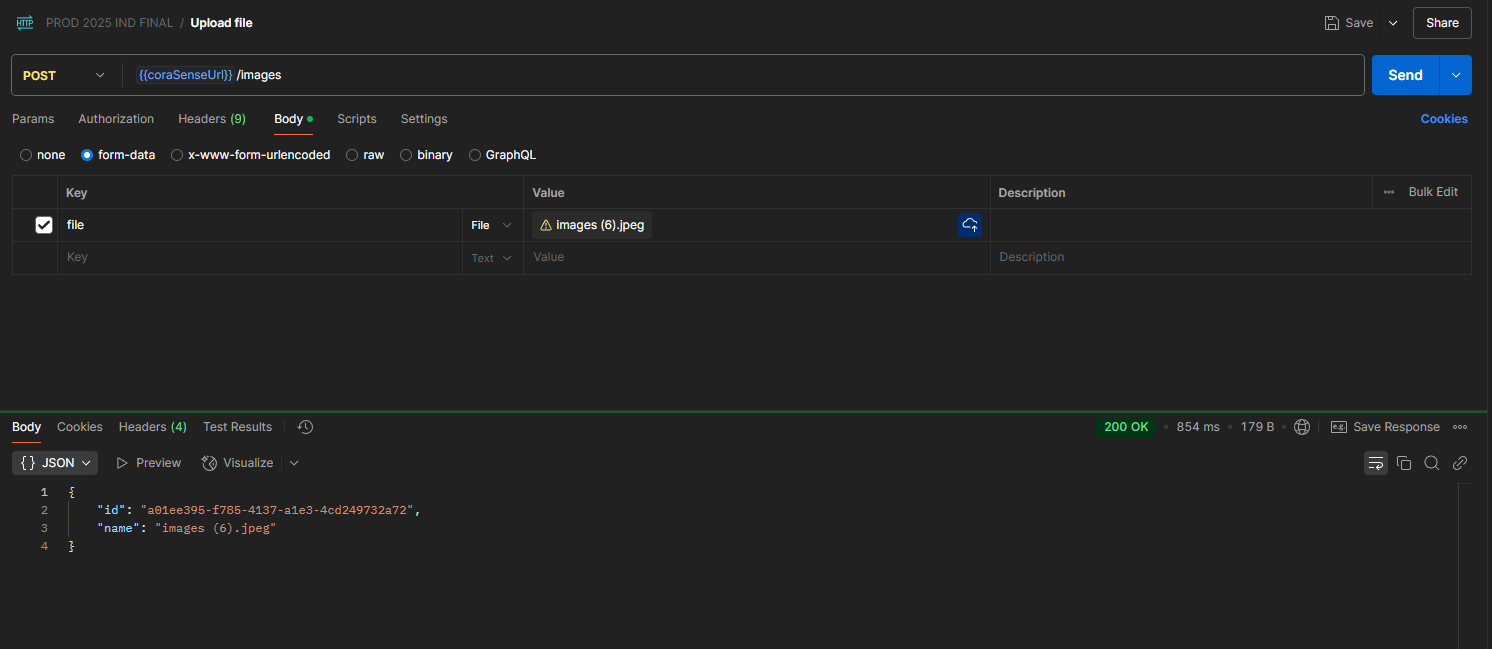 HTTP PROD 2025 IND FINAL / Upload file Save Share
POST {{coraSenseUrl}} /images Send
Params Authorization Headers (9) Body Scripts Settings Cookies
none form-data x-www-form-urlencoded raw binary GraphQL
Key Value Description Bulk Edit
file File images (6).jpeg
Key Text Value Description
Body Cookies Headers (4) Test Results 200 OK 854 ms 179 B e.g. Save Response
{} JSON Preview Visualize
1 {
2 "id": "a01ee395-f785-4137-a1e3-4cd249732a72",
3 "name": "images (6).jpeg"
4 }